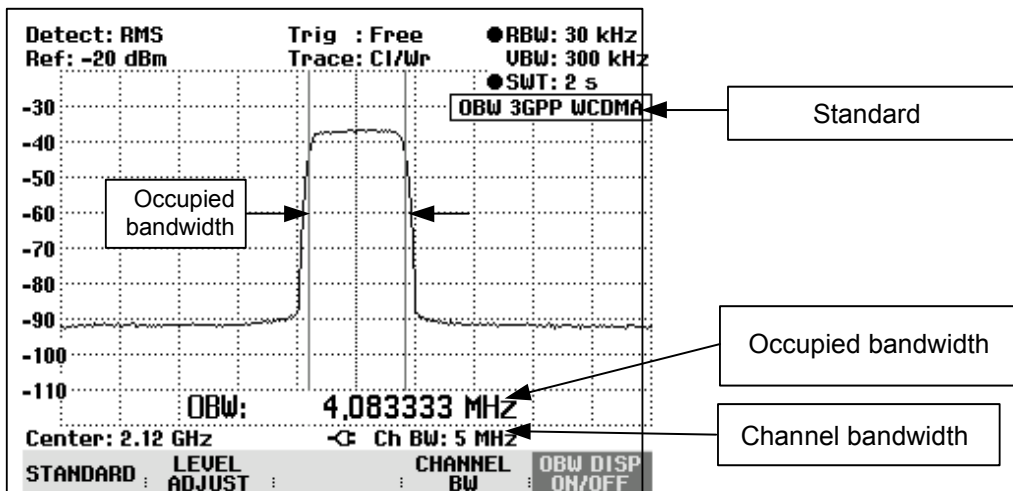 Detect: RMS Trig : Free ●RBW: 30 kHz
Ref: -20 dBm Trace: Cl/Wr VBW: 300 kHz
●SWT: 2 s
OBW 3GPP WCDMA
Standard
-30
-40
-50
Occupied
bandwidth
-60
-70
-80
-90
Occupied bandwidth
-100
-110
OBW: 4.083333 MHz
Center: 2.12 GHz Ch BW: 5 MHz
Channel bandwidth
STANDARD : LEVEL ADJUST : : CHANNEL BW : OBW DISP ON/OFF